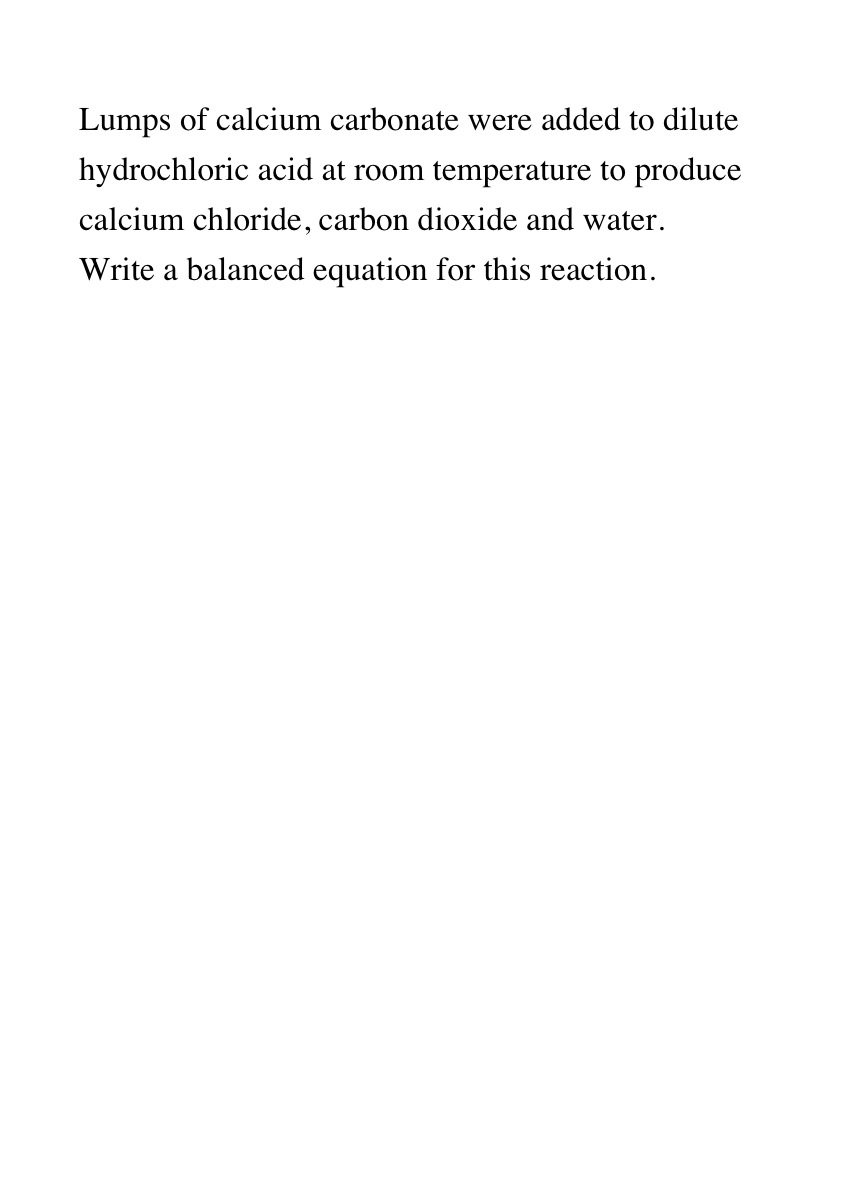 Lumps of calcium carbonate were added to dilute
hydrochloric acid at room temperature to produce
calcium chloride, carbon dioxide and water.
Write a balanced equation for this reaction.